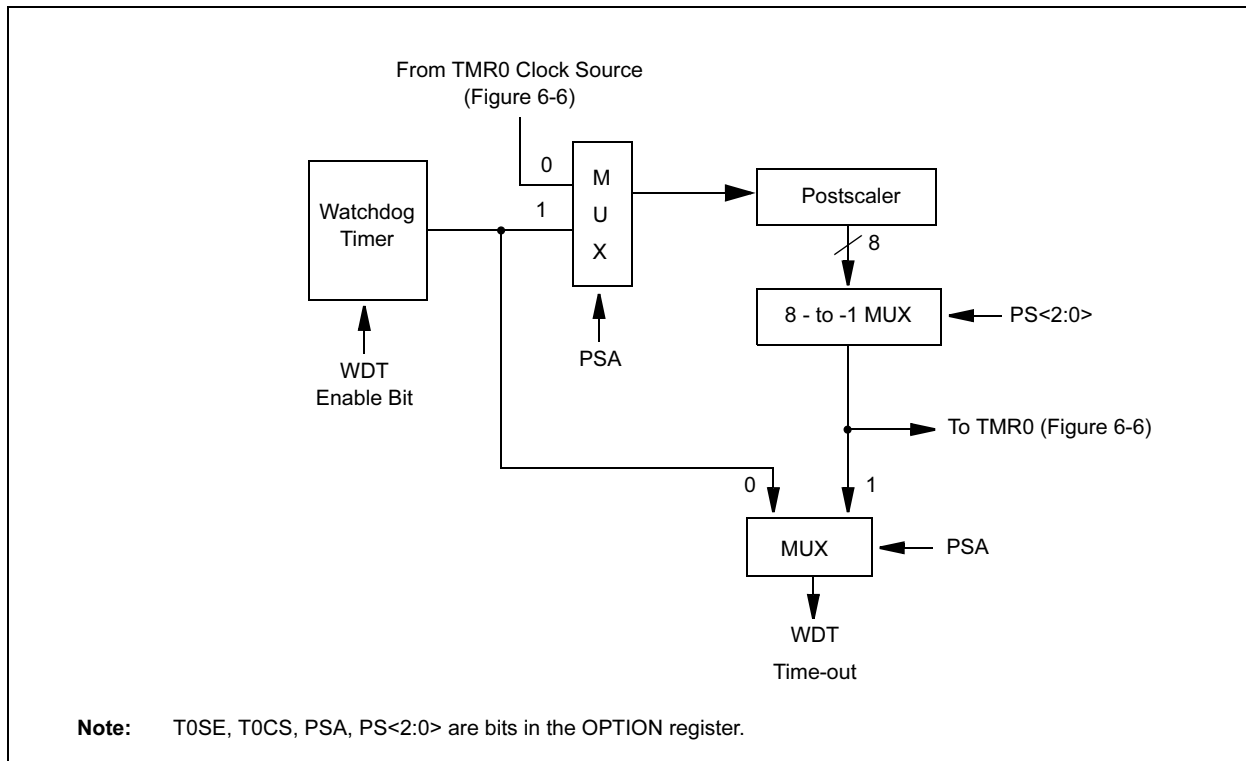 From TMR0 Clock Source
(Figure 6-6)
0
M
U
X
1
Watchdog
Timer
Postscaler
8
8 - to -1 MUX
PS<2:0>
PSA
WDT
Enable Bit
To TMR0 (Figure 6-6)
0
1
MUX
PSA
WDT
Time-out
Note: T0SE, T0CS, PSA, PS<2:0> are bits in the OPTION register.